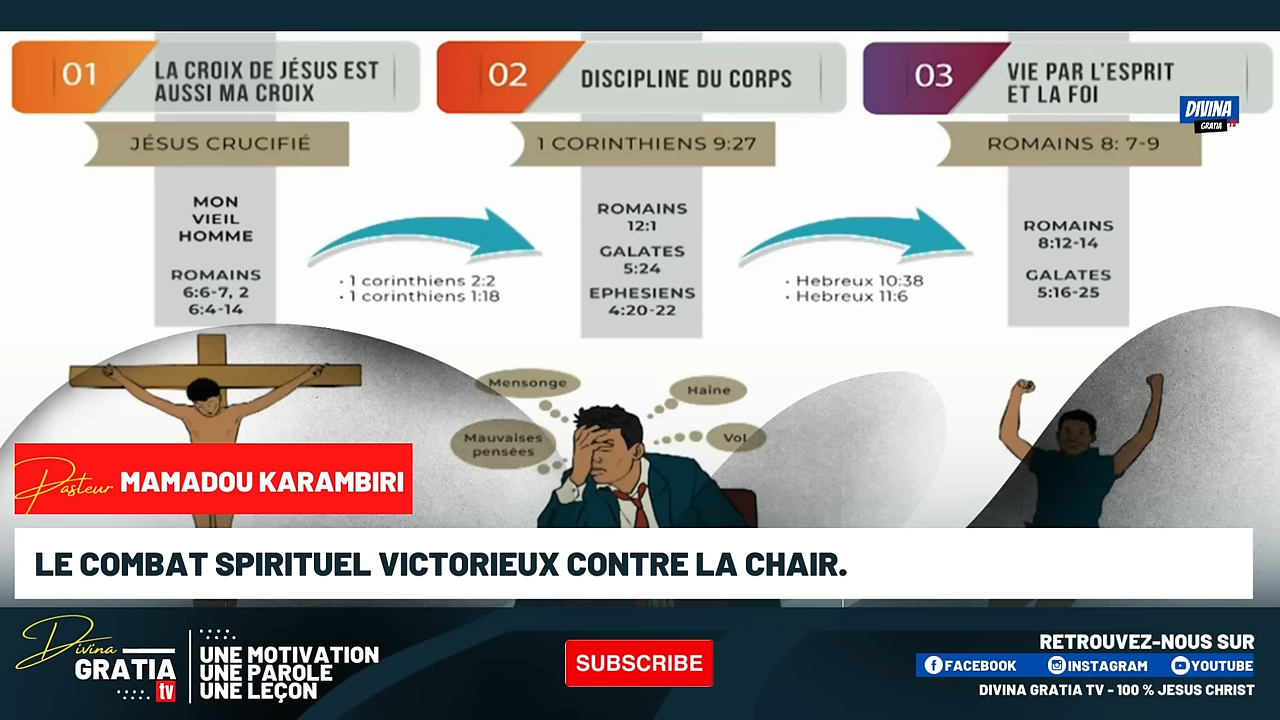 01
LA CROIX DE JÉSUS EST
AUSSI MA CROIX
JÉSUS CRUCIFIÉ
MON
VIEIL
HOMME
ROMAINS
6:6-7, 2
6:4-14
• 1 corinthiens 2:2
• 1 corinthiens 1:18
02
DISCIPLINE DU CORPS
1 CORINTHIENS 9:27
ROMAINS
12:1
GALATES
5:24
EPHESIENS
4:20-22
• Hebreux 10:38
• Hebreux 11:6
03
VIE PAR L'ESPRIT
ET LA FOI
DIVINA
GRATIA TV
ROMAINS 8: 7-9
ROMAINS
8:12-14
GALATES
5:16-25
Mensonge
Haine
Mauvaises
pensées
Vol
Pasteur MAMADOU KARAMBIRI
LE COMBAT SPIRITUEL VICTORIEUX CONTRE LA CHAIR.
Divina
GRATIA
tv
UNE MOTIVATION
UNE PAROLE
UNE LEÇON
SUBSCRIBE
RETROUVEZ-NOUS SUR
FACEBOOK INSTAGRAM YOUTUBE
DIVINA GRATIA TV - 100 % JESUS CHRIST